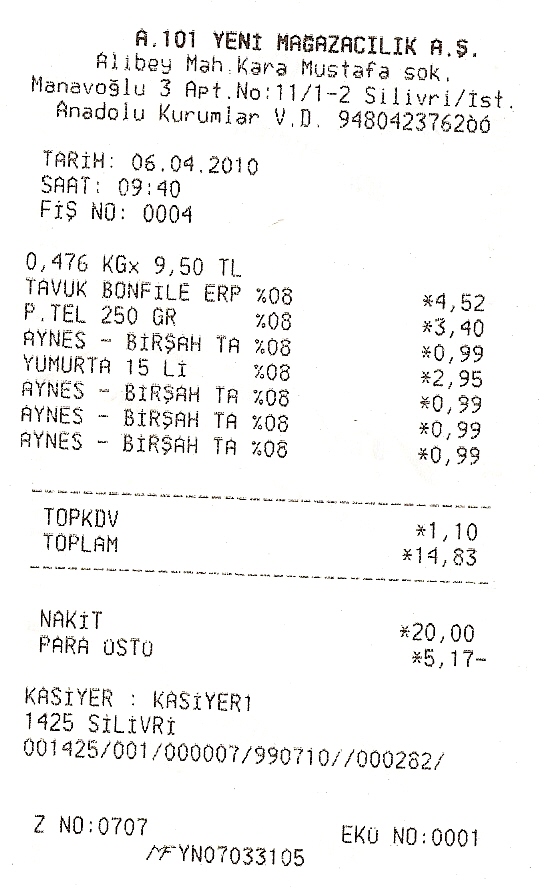 A.101 YENİ MAĞAZACILIK A.Ş.
Alibey Mah.Kara Mustafa sok.
Manavoğlu 3 Apt.No:11/1-2 Silivri/İst.
Anadolu Kurumlar V.D. 948042376206
TARİH: 06.04.2010
SAAT: 09:40
FİŞ NO: 0004
0,476 KGx 9,50 TL
TAVUK BONFILE ERP %08 *4,52
P.TEL 250 GR %08 *3,40
AYNES - BİRŞAH TA %08 *0,99
YUMURTA 15 Lİ %08 *2,95
AYNES - BİRŞAH TA %08 *0,99
AYNES - BİRŞAH TA %08 *0,99
AYNES - BİRŞAH TA %08 *0,99
TOPKDV *1,10
TOPLAM *14,83
NAKİT *20,00
PARA ÜSTÜ *5,17-
KASİYER : KASİYER1
1425 SİLİVRİ
001425/001/000007/990710//000282/
Z NO:0707 EKÜ NO:0001
MF YN07033105